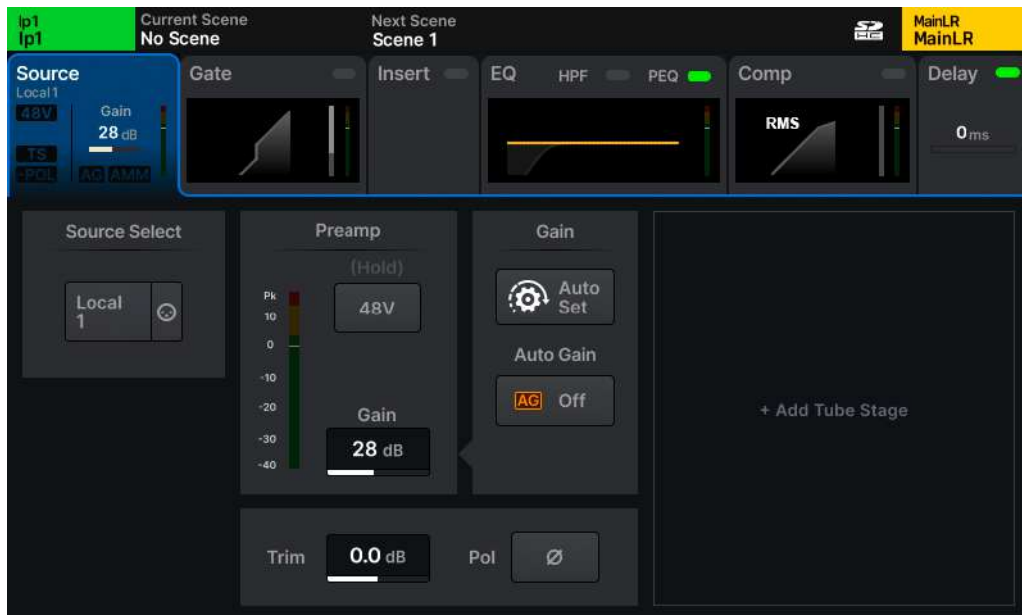 Ip1
Ip1
Current Scene
No Scene
Next Scene
Scene 1
MainLR
MainLR
Source
Local 1
48V
Gain
28 dB
TS
-POL
AG AMM
Gate
Insert
EQ HPF PEQ
Comp
RMS
Delay
0 ms
Source Select
Local
1
Preamp
(Hold)
48V
Pk
10
0
-10
-20
-30
-40
Gain
28 dB
Gain
Auto
Set
Auto Gain
AG Off
+ Add Tube Stage
Trim 0.0 dB Pol Ø